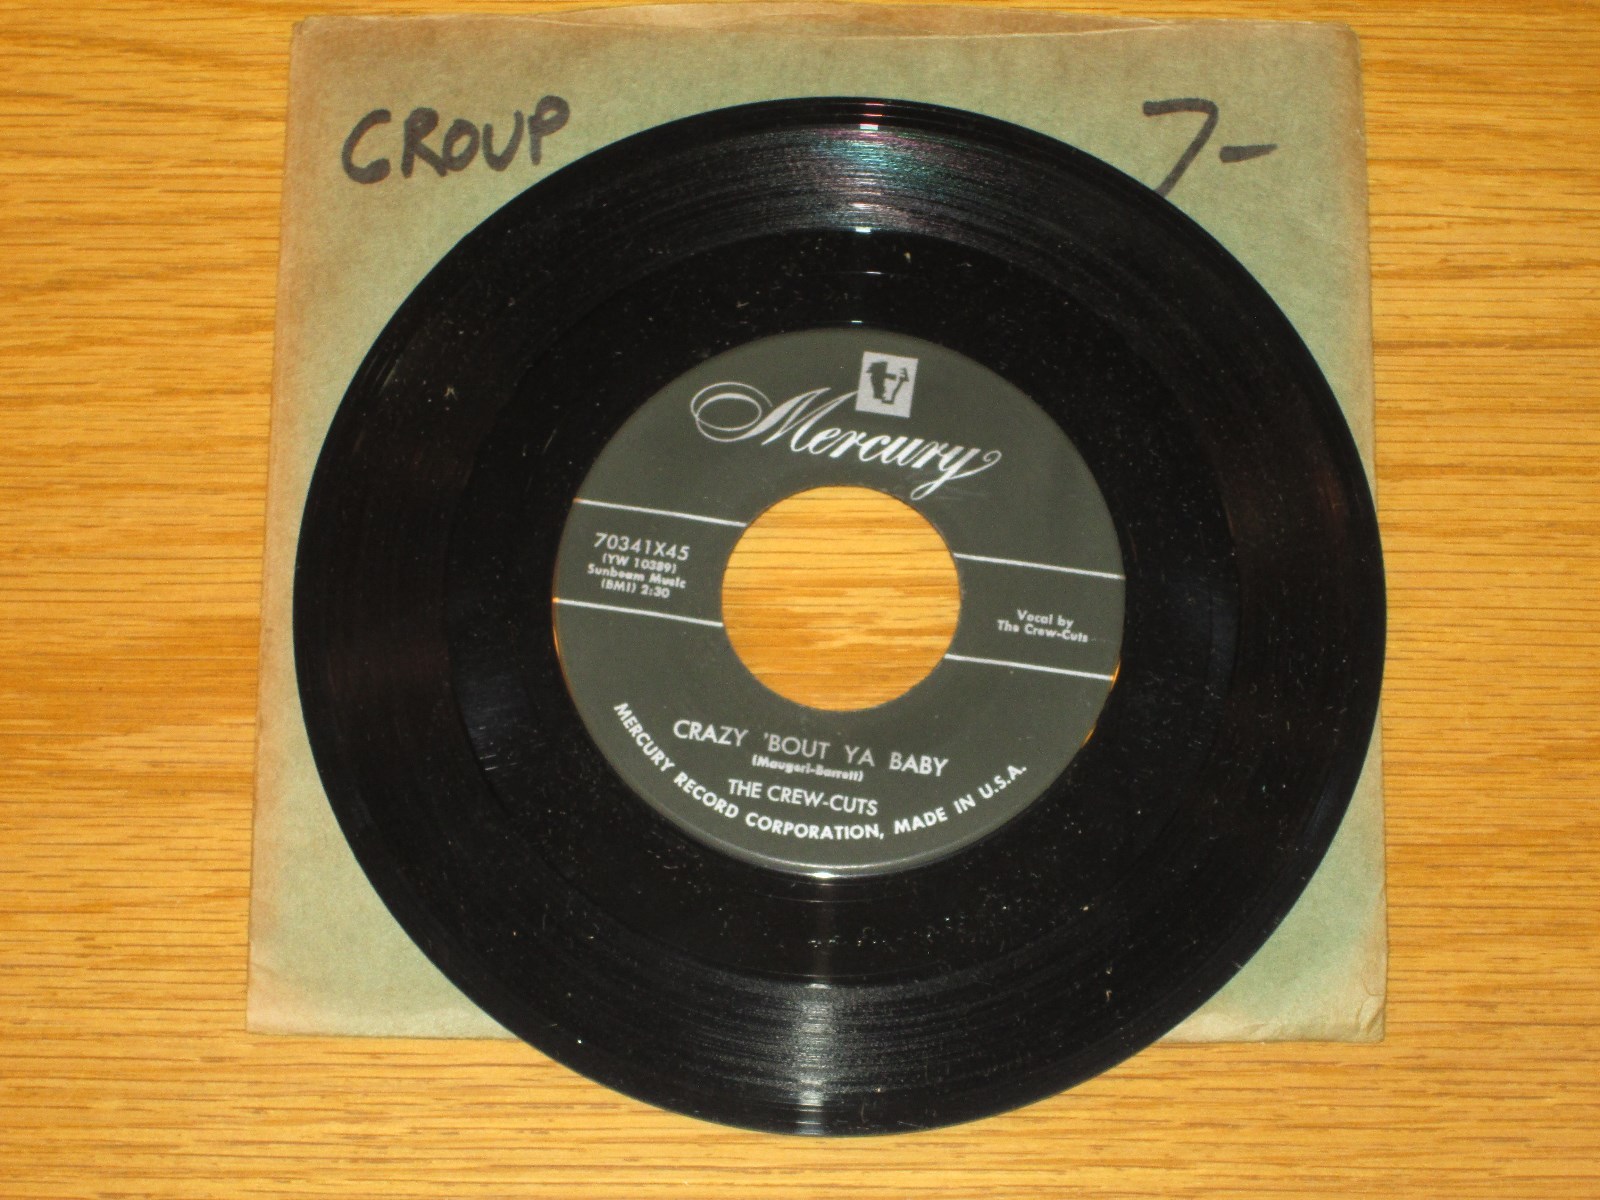 GROUP 7-
Mercury
70341X45
(YW 10389)
Sunbeam Music
(BMI) 2:30
Vocal by
The Crew-Cuts
CRAZY 'BOUT YA BABY
(Maugeri-Barrett)
THE CREW-CUTS
MERCURY RECORD CORPORATION, MADE IN U.S.A.